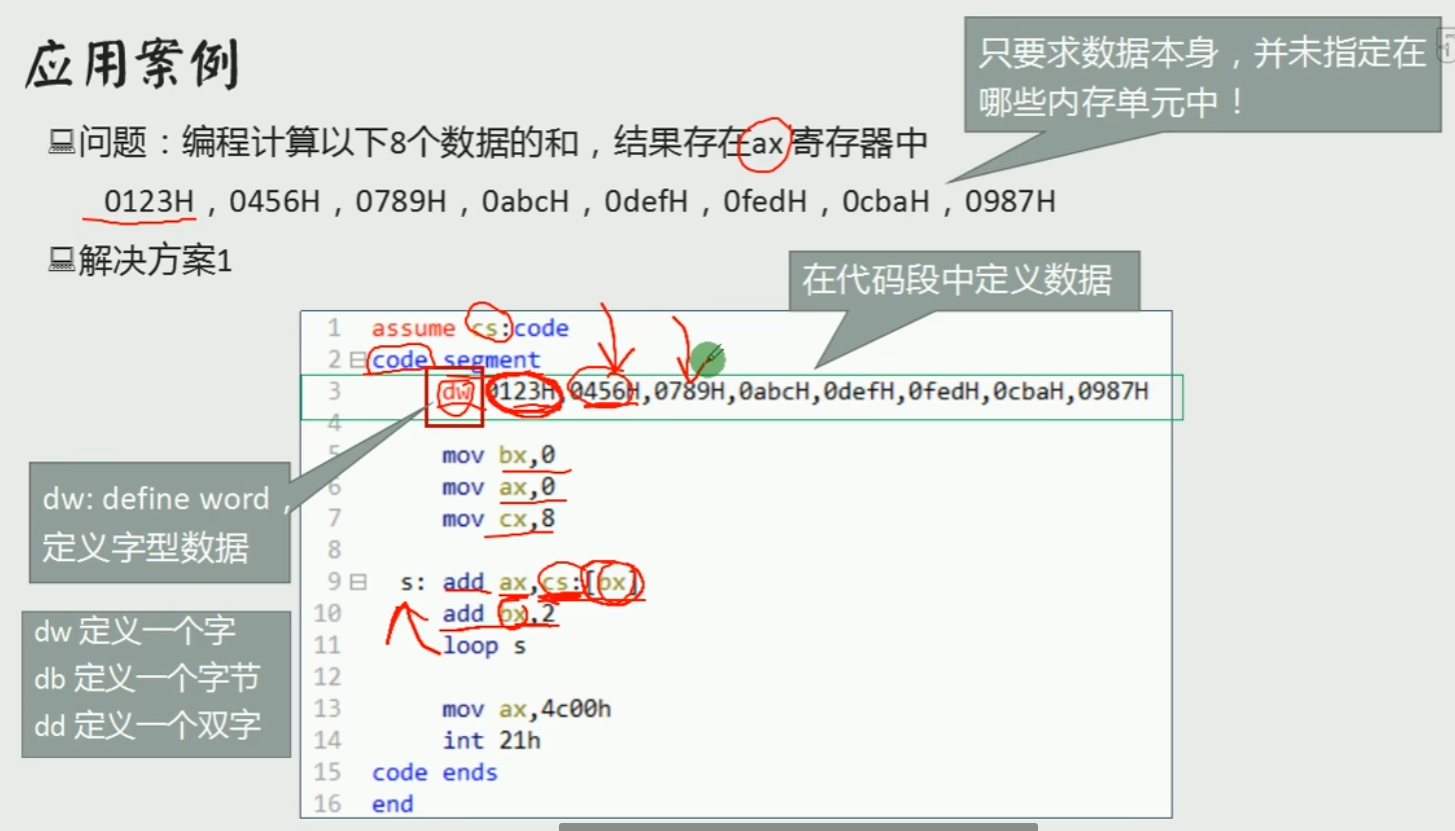 应用案例
只要求数据本身，并未指定在
哪些内存单元中！
问题：编程计算以下8个数据的和，结果存在ax寄存器中
0123H，0456H，0789H，0abcH，0defH，0fedH，0cbaH，0987H
解决方案1
在代码段中定义数据
1 assume cs:code
2 code segment
3 dw 0123H,0456H,0789H,0abcH,0defH,0fedH,0cbaH,0987H
4
5 mov bx,0
6 mov ax,0
7 mov cx,8
8
9 s: add ax,cs:[bx]
10 add bx,2
11 loop s
12
13 mov ax,4c00h
14 int 21h
15 code ends
16 end
dw: define word，
定义字型数据
dw 定义一个字
db 定义一个字节
dd 定义一个双字